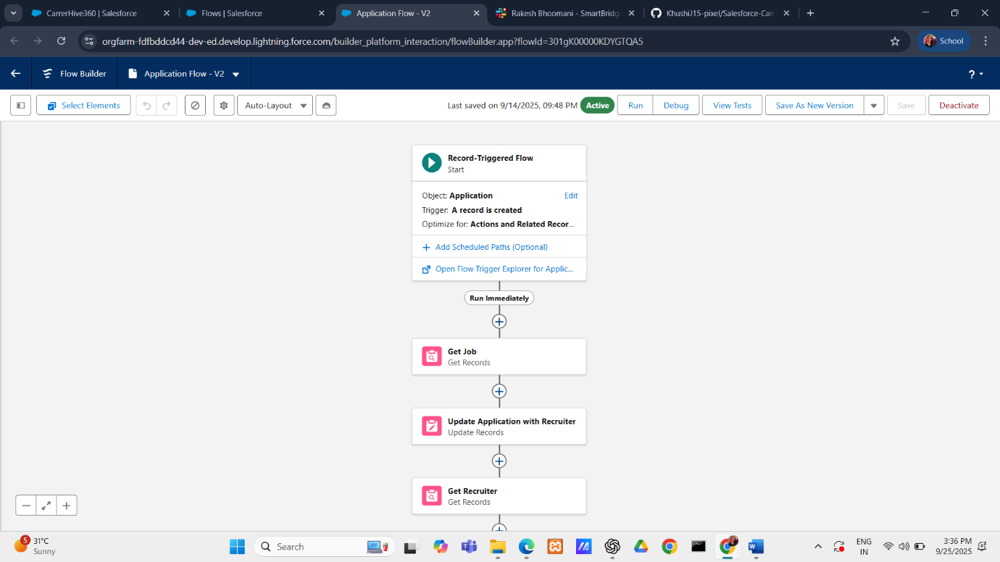 CarrerHive360 | Salesforce
Flows | Salesforce
Application Flow - V2
Rakesh Bhoomani - SmartBridg
KhushiJ15-pixel/Salesforce-Carr
orgfarm-fdfbddcd44-dev-ed.develop.lightning.force.com/builder_platform_interaction/flowBuilder.app?flowId=301gK00000KDYGTQA5
School
Flow Builder
Application Flow - V2
?
Select Elements
Auto-Layout
Last saved on 9/14/2025, 09:48 PM
Active
Run
Debug
View Tests
Save As New Version
Save
Deactivate
Record-Triggered Flow
Start
Object: Application
Edit
Trigger: A record is created
Optimize for: Actions and Related Recor...
Add Scheduled Paths (Optional)
Open Flow Trigger Explorer for Applic...
Run Immediately
Get Job
Get Records
Update Application with Recruiter
Update Records
Get Recruiter
Get Records
5
31°C
Sunny
Search
ENG
IN
3:36 PM
9/25/2025